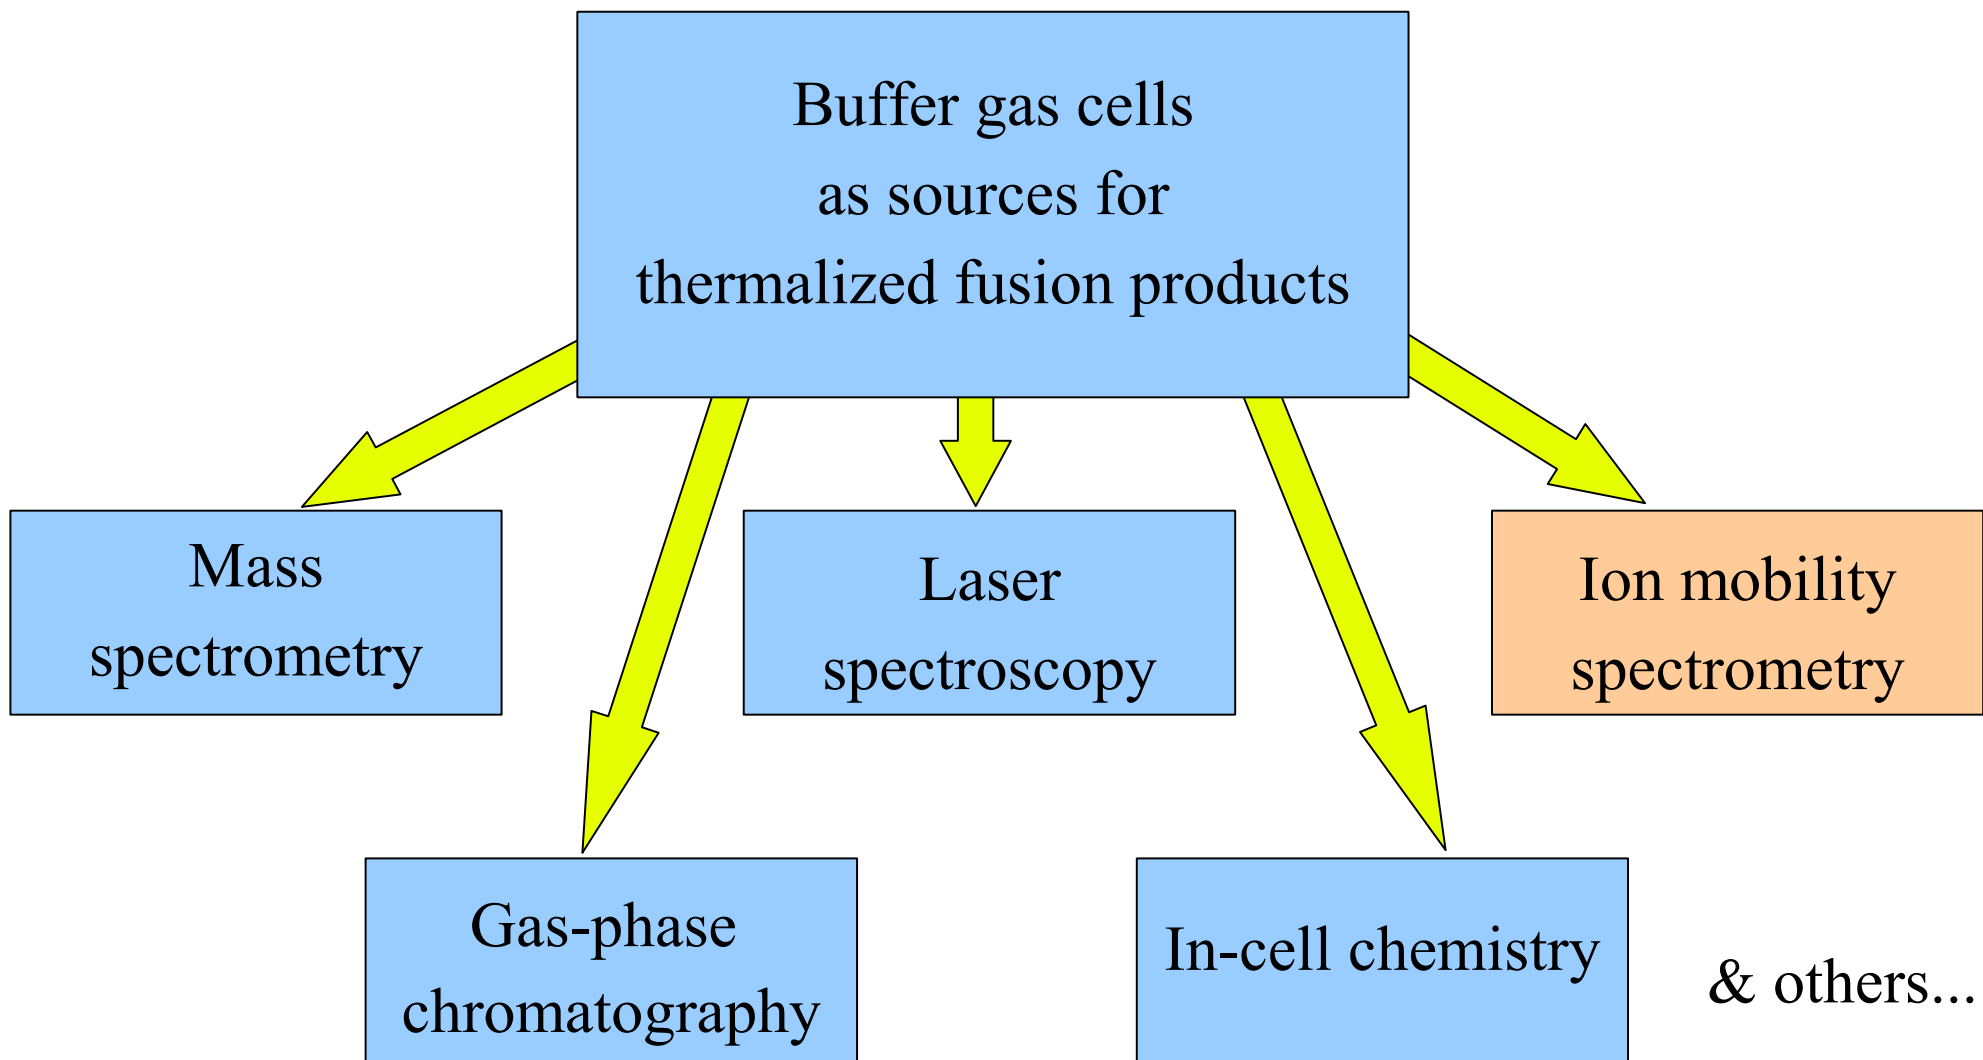 Buffer gas cells
as sources for
thermalized fusion products
Mass
spectrometry
Laser
spectroscopy
Ion mobility
spectrometry
Gas-phase
chromatography
In-cell chemistry
& others...